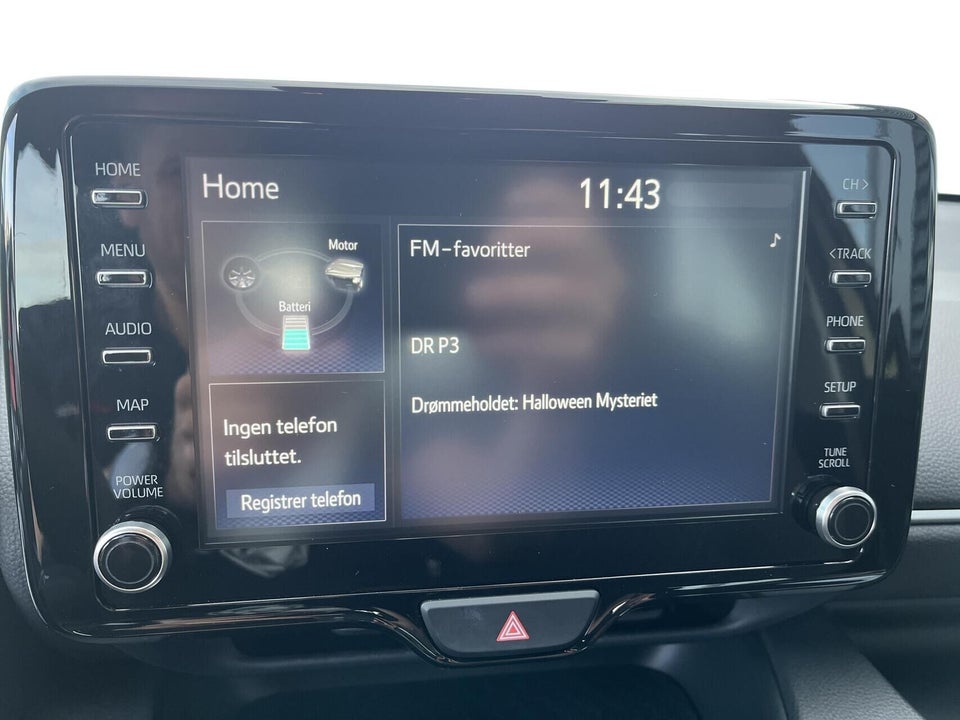 HOME
MENU
AUDIO
MAP
POWER
VOLUME
Home
11:43
Motor
Batteri
Ingen telefon
tilsluttet.
Registrer telefon
FM-favoritter
DR P3
Drømmeholdet: Halloween Mysteriet
CH >
< TRACK
PHONE
SETUP
TUNE
SCROLL